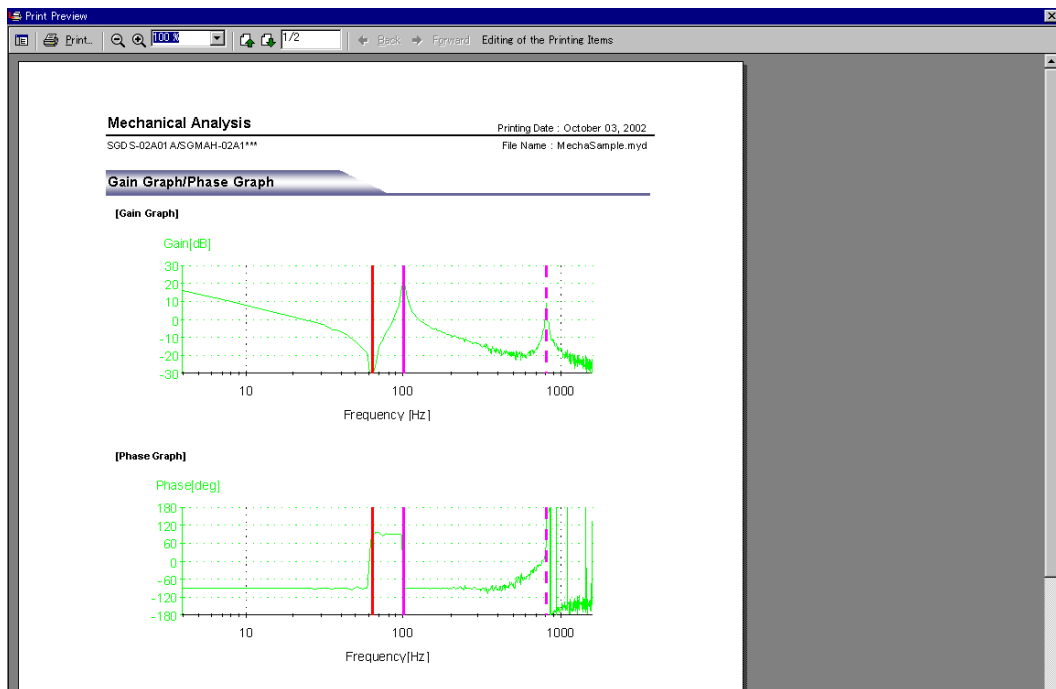 Print Preview
Print... 100 % 1/2 Back Forward Editing of the Printing Items
Mechanical Analysis
Printing Date : October 03, 2002
SGDS-02A01A/SGMAH-02A1***
File Name : MechaSample.myd
Gain Graph/Phase Graph
[Gain Graph]
Gain[dB]
30
20
10
0
-10
-20
-30
10 100 1000
Frequency [Hz]
[Phase Graph]
Phase[deg]
180
120
60
0
-60
-120
-180
10 100 1000
Frequency[Hz]